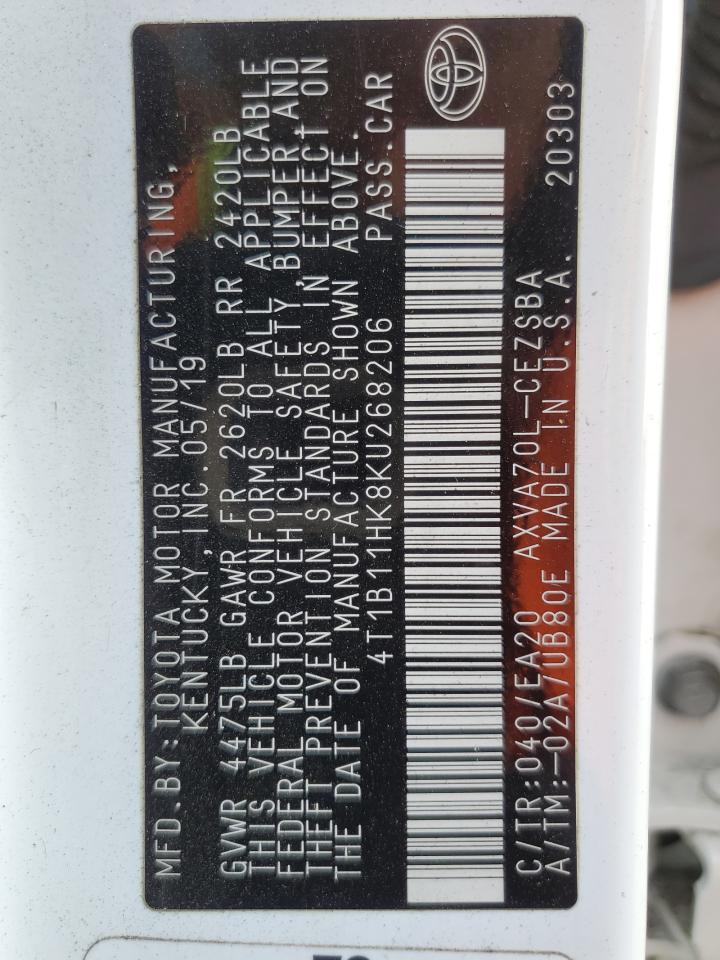 MFD.BY:TOYOTA MOTOR MANUFACTURING,
KENTUCKY,INC.05/19
GVWR 4475LB GAWR FR 2620LB RR 2420LB
THIS VEHICLE CONFORMS TO ALL APPLICABLE
FEDERAL MOTOR VEHICLE SAFETY,BUMPER,AND
THEFT PREVENTION STANDARDS IN EFFECT ON
THE DATE OF MANUFACTURE SHOWN ABOVE.
4T1B11HK8KU268206 PASS.CAR
C/TR:040/EA20 AXVA70L-CEZSBA
A/TM:-02A/UB80E MADE IN U.S.A. 20303